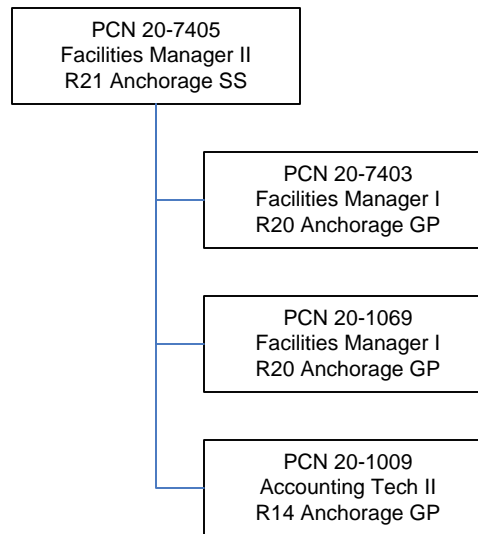 PCN 20-7405
Facilities Manager II
R21 Anchorage SS
PCN 20-7403
Facilities Manager I
R20 Anchorage GP
PCN 20-1069
Facilities Manager I
R20 Anchorage GP
PCN 20-1009
Accounting Tech II
R14 Anchorage GP